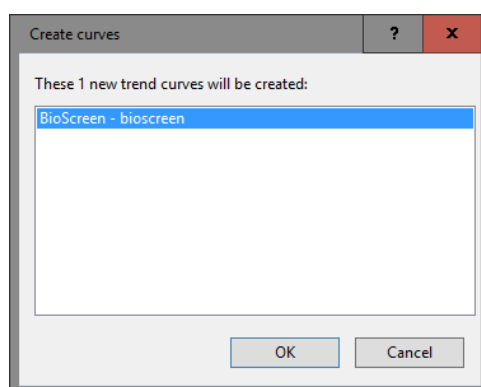 Create curves
? x
These 1 new trend curves will be created:
BioScreen - bioscreen
OK Cancel